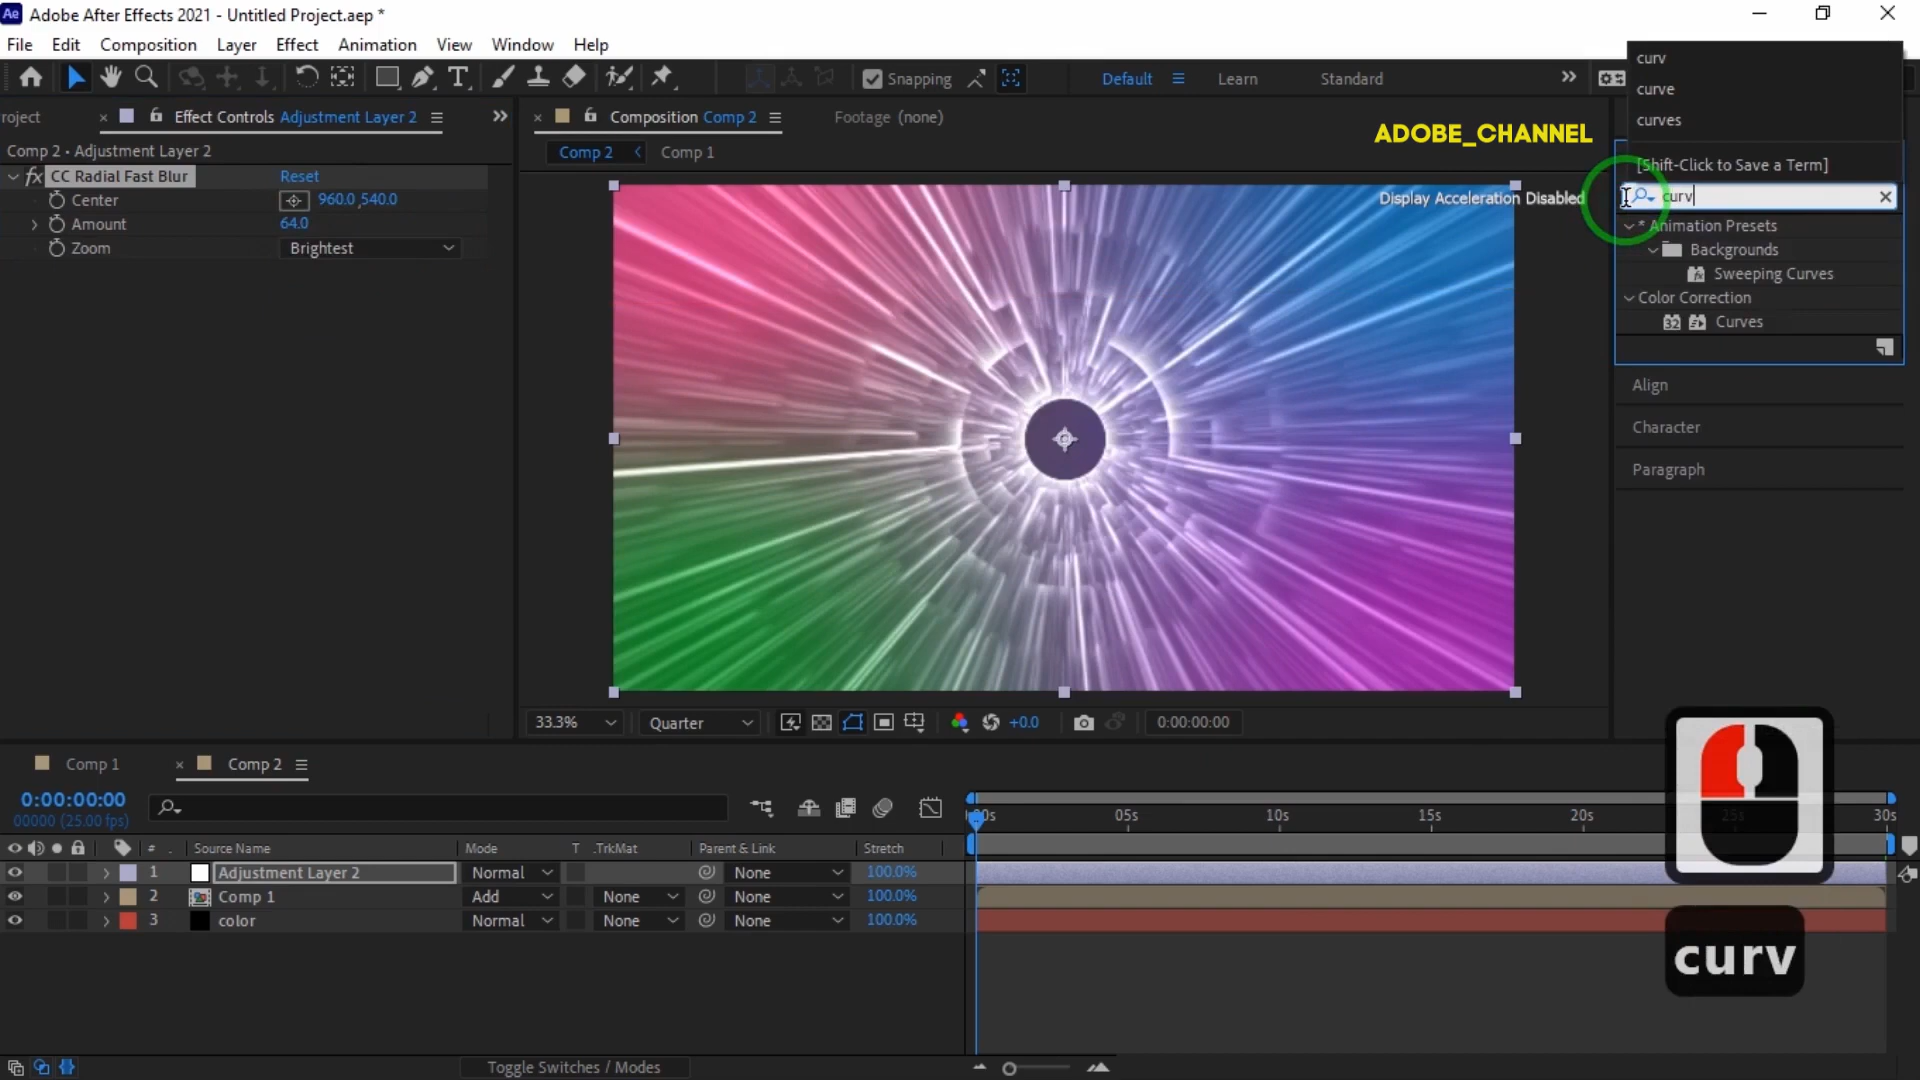 Ae Adobe After Effects 2021 - Untitled Project.aep *
File Edit Composition Layer Effect Animation View Window Help
T Snapping Default Learn Standard
curv
curve
curves
[Shift-Click to Save a Term]
curv
* Animation Presets
Backgrounds
Sweeping Curves
Color Correction
32 Curves
Align
Character
Paragraph
roject × Effect Controls Adjustment Layer 2
Comp 2 • Adjustment Layer 2
fx CC Radial Fast Blur Reset
Center 960.0,540.0
Amount 64.0
Zoom Brightest
× Composition Comp 2 Footage (none)
Comp 2 Comp 1
ADOBE_CHANNEL
Display Acceleration Disabled
33.3% Quarter +0.0 0:00:00:00
Comp 1 × Comp 2
0:00:00:00
00000 (25.00 fps)
00s 05s 10s 15s 20s 25s 30s
# Source Name Mode T .TrkMat Parent & Link Stretch
1 Adjustment Layer 2 Normal None 100.0%
2 Comp 1 Add None None 100.0%
3 color Normal None None 100.0%
curv
Toggle Switches / Modes